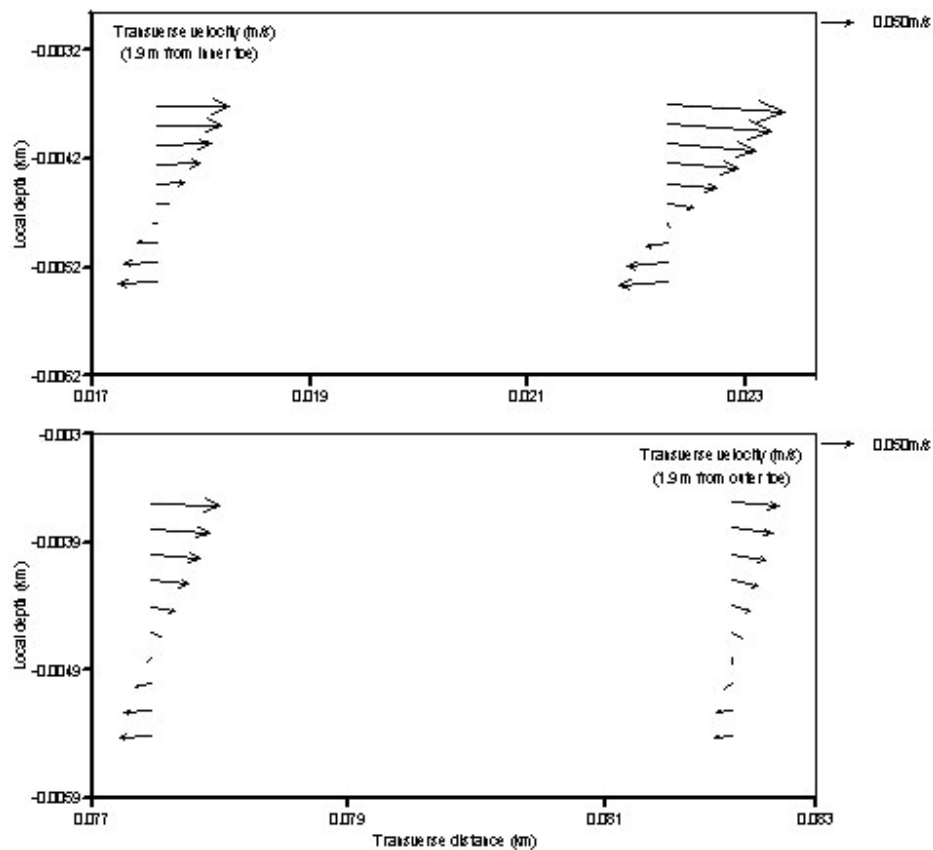 Transverse velocity (m/s)
(1.9 m from inner toe)
0.050m/s
-0.0032
-0.0042
-0.0052
-0.0062
Local depth (km)
0.017
0.019
0.021
0.023
-0.003
Transverse velocity (m/s)
(1.9 m from outer toe)
0.050m/s
-0.0039
-0.0049
-0.0059
Local depth (km)
0.077
0.079
0.081
0.083
Transverse distance (km)